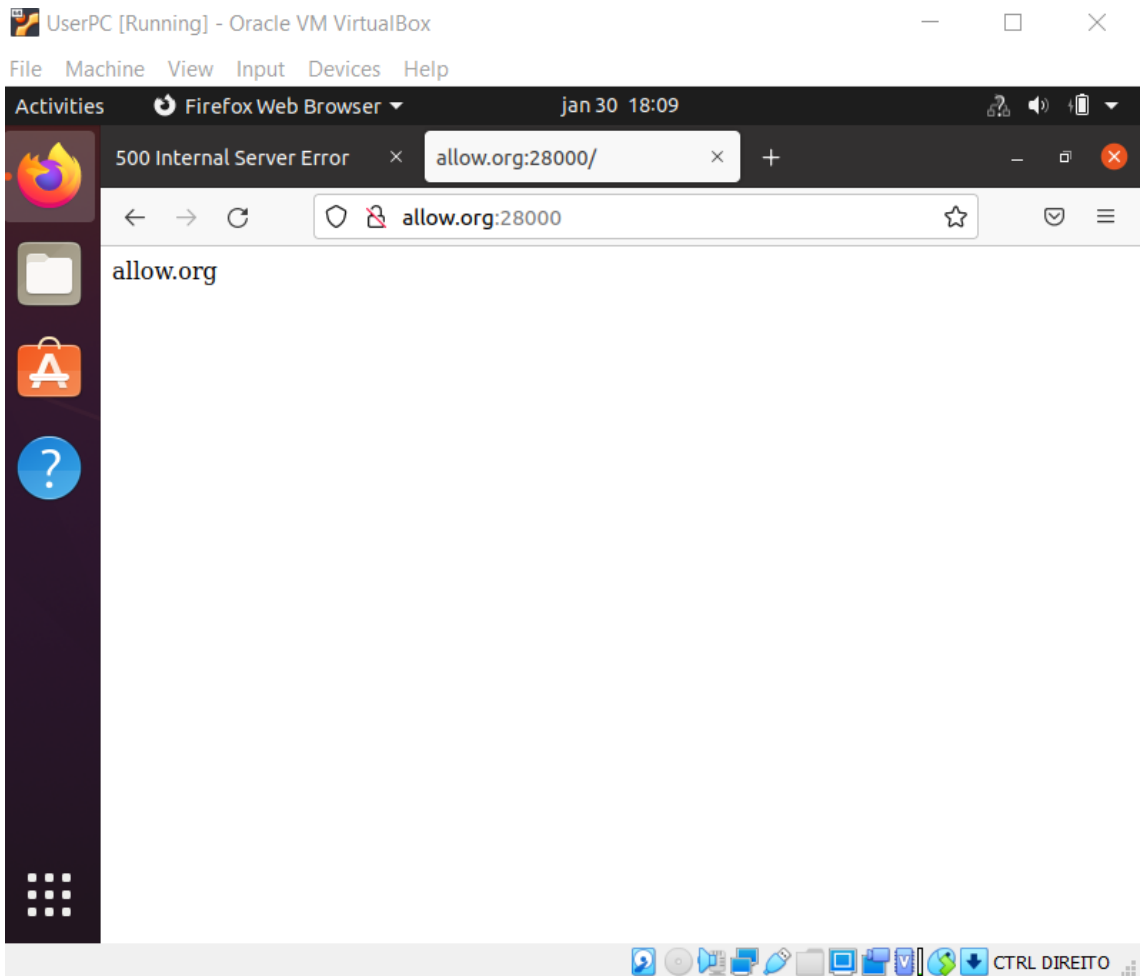 UserPC [Running] - Oracle VM VirtualBox
File Machine View Input Devices Help
Activities Firefox Web Browser jan 30 18:09
500 Internal Server Error allow.org:28000/
allow.org:28000
allow.org
CTRL DIREITO